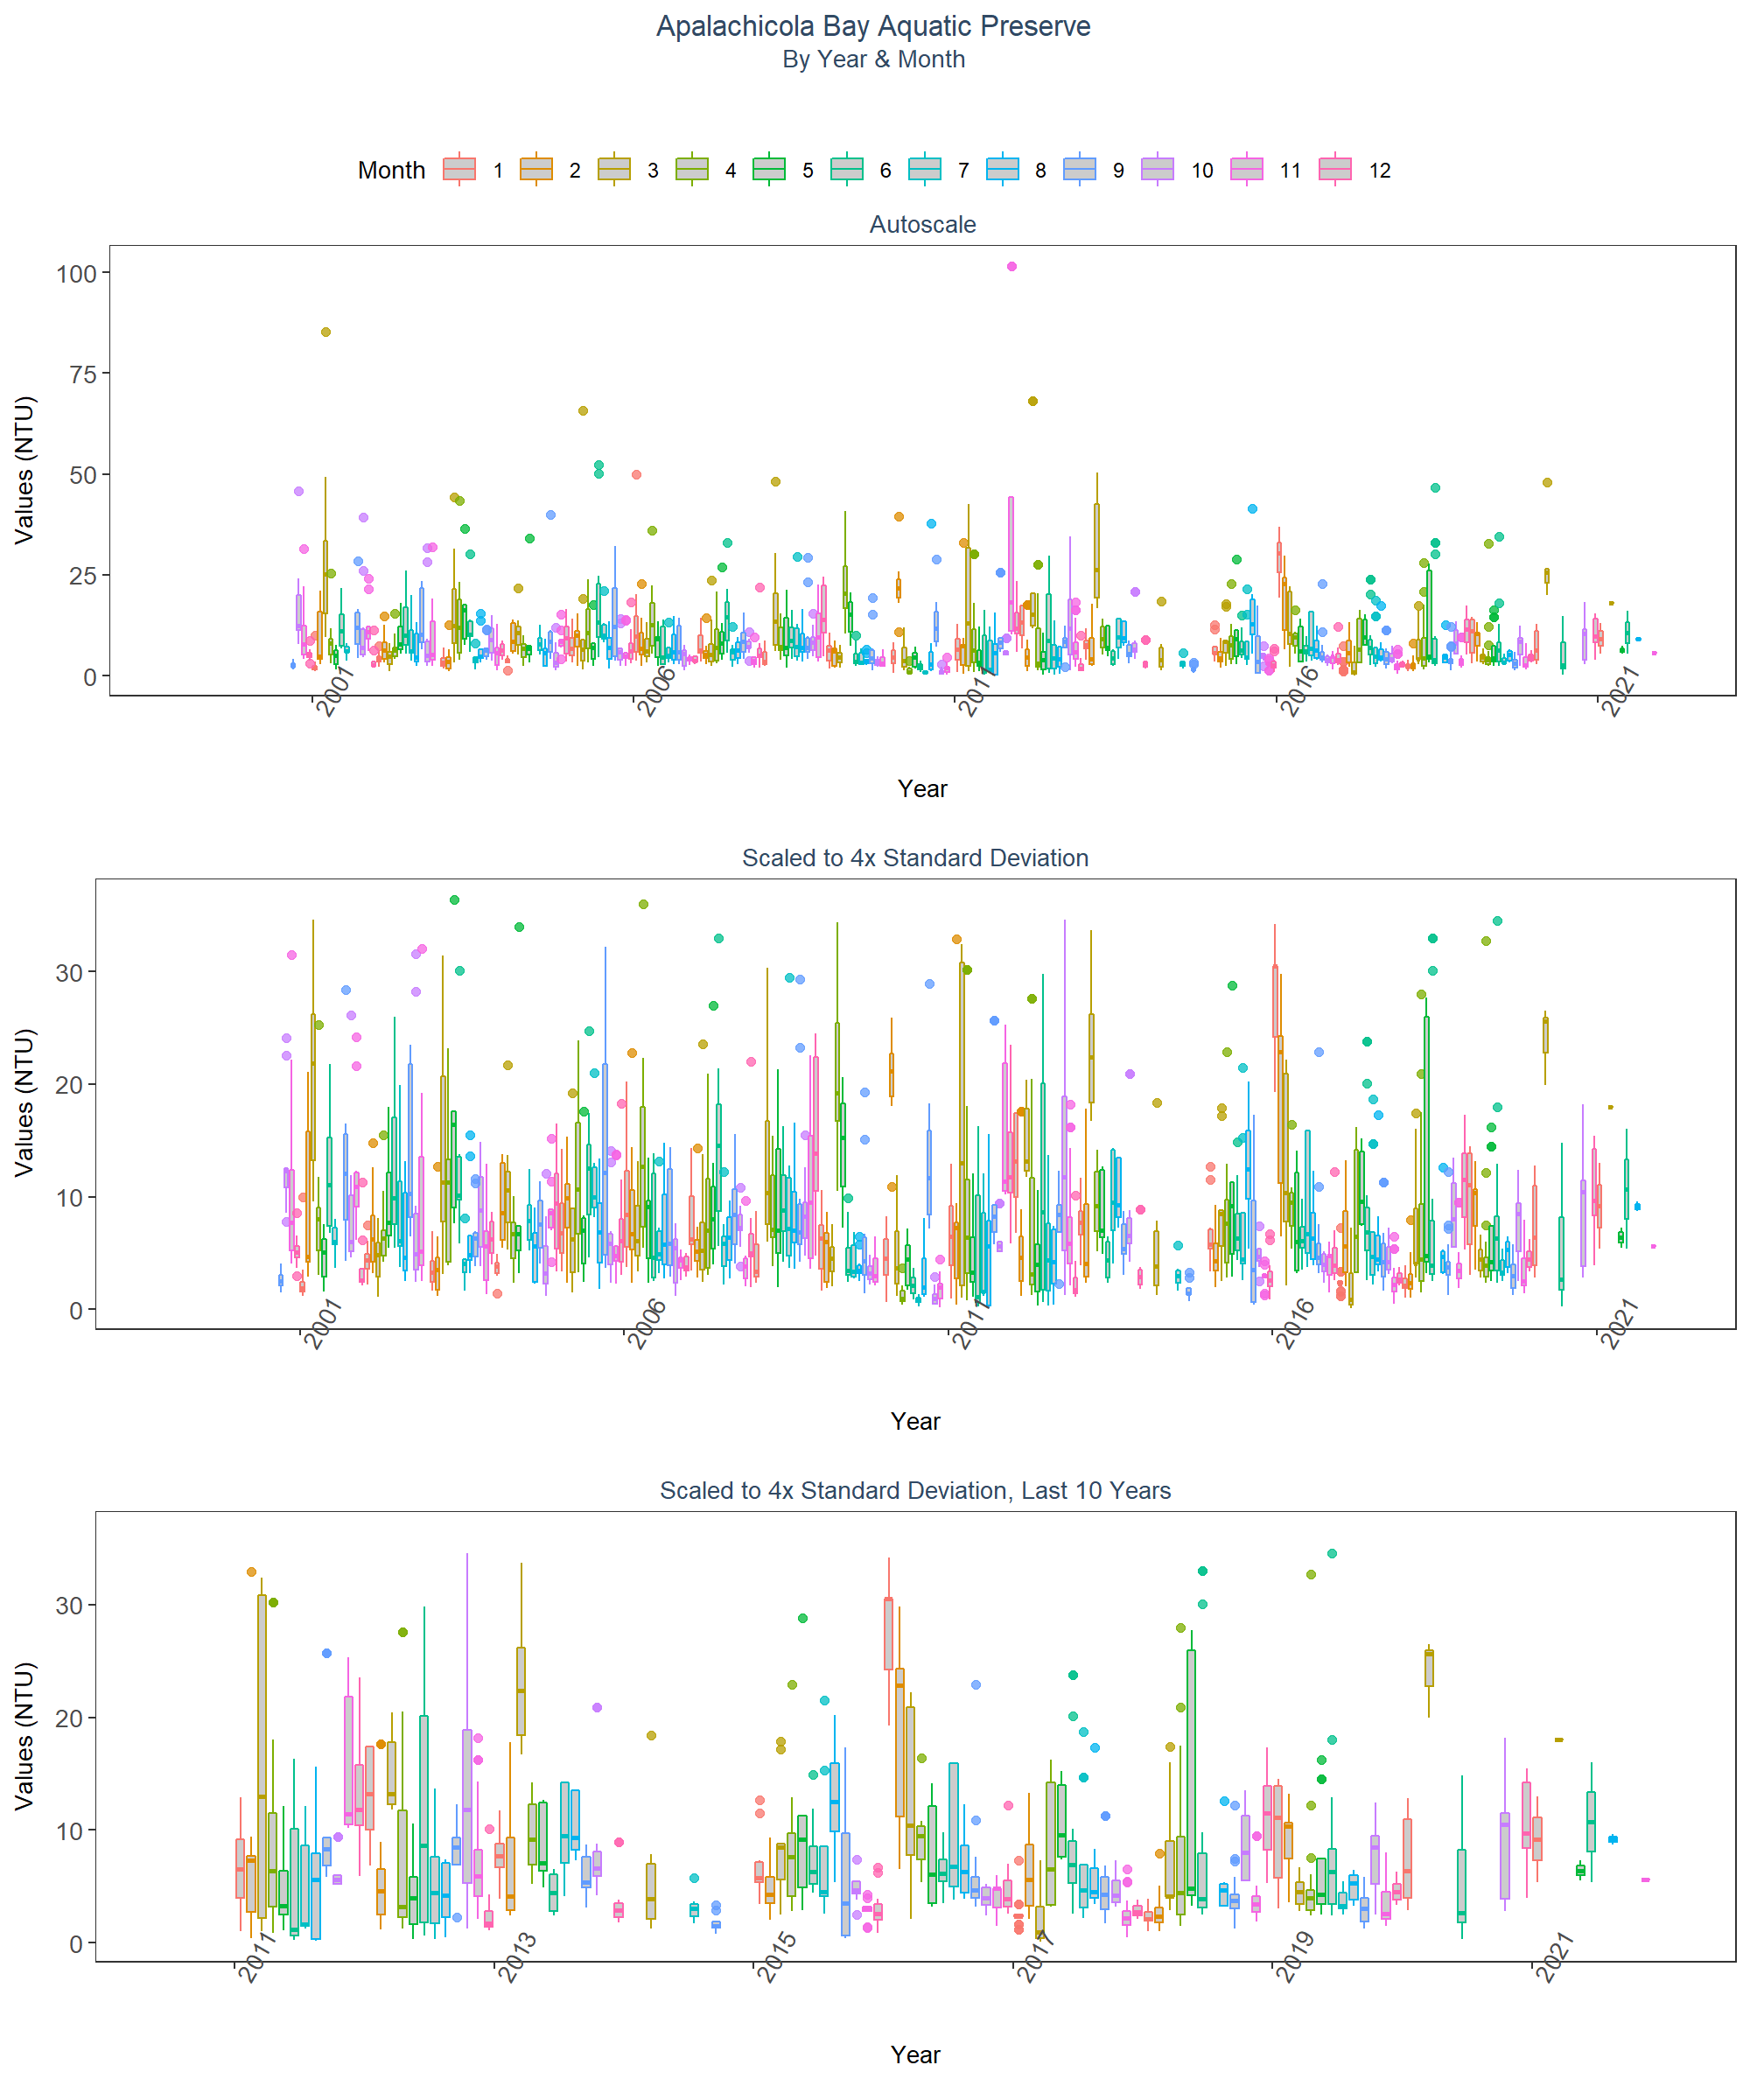 Apalachicola Bay Aquatic Preserve
By Year & Month
Month 1 2 3 4 5 6 7 8 9 10 11 12
Autoscale
Values (NTU)
100
75
50
25
0
2001 2006 2011 2016 2021
Year
Scaled to 4x Standard Deviation
Values (NTU)
30
20
10
0
2001 2006 2011 2016 2021
Year
Scaled to 4x Standard Deviation, Last 10 Years
Values (NTU)
30
20
10
0
2011 2013 2015 2017 2019 2021
Year